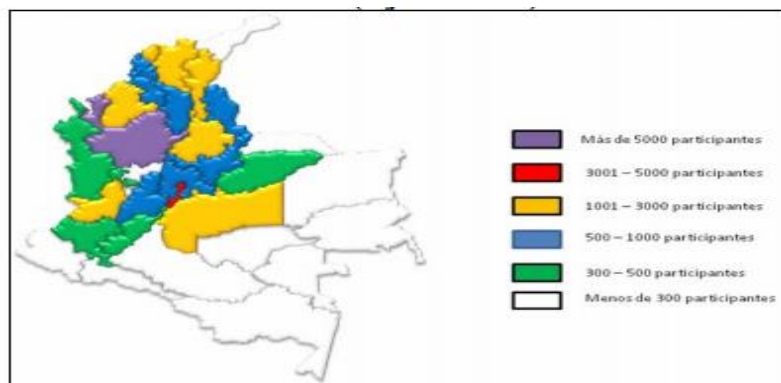 Más de 5000 participantes
3001 – 5000 participantes
1001 – 3000 participantes
500 – 1000 participantes
300 – 500 participantes
Menos de 300 participantes